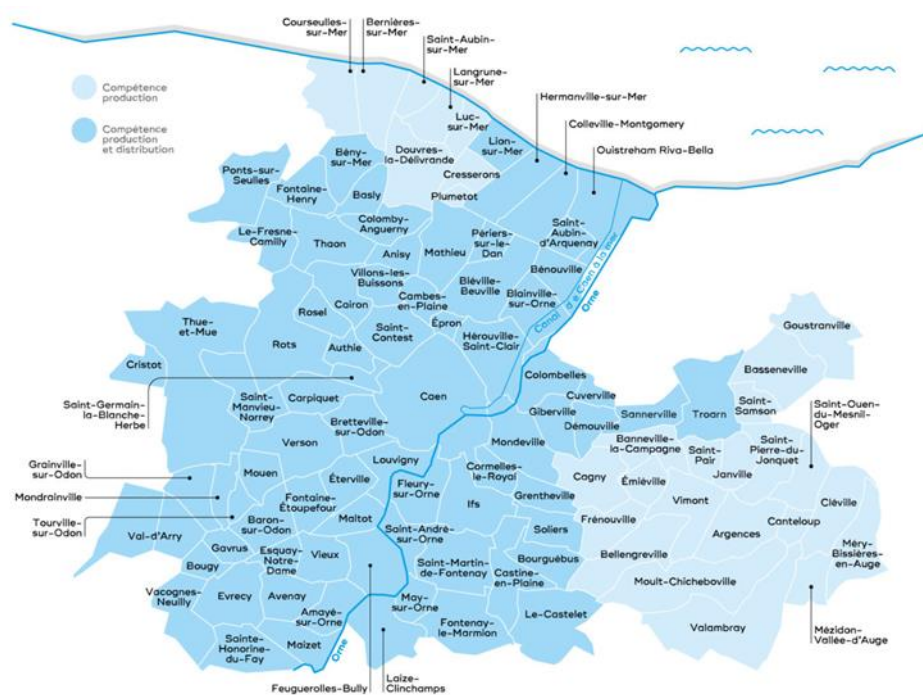 Courseulles-
sur-Mer
Bernières-
sur-Mer
Saint-Aubin-
sur-Mer
Langrune-
sur-Mer
Hermanville-sur-Mer
Colleville-Montgomery
Ouistreham Riva-Bella
Compétence
production
Compétence
production
et distribution
Luc-
sur-Mer
Lion-
sur-Mer
Douvres-
la-Délivrande
Cresserons
Plumetot
Bény-
sur-Mer
Ponts-sur-
Seulles
Fontaine-
Henry
Basly
Colomby-
Anguerny
Le-Fresne-
Camilly
Thaon
Anisy
Mathieu
Périers-
sur-le-
Dan
Saint-
Aubin-
d'Arquenay
Bénouville
Villons-les-
Buissons
Biéville-
Beuville
Blainville-
sur-Orne
Canal de Caen à la mer
Orne
Cambes-
en-Plaine
Cairon
Rosel
Épron
Thue-
et-Mue
Rots
Authie
Saint-
Contest
Hérouville-
Saint-Clair
Cristot
Goustranville
Basseneville
Colombelles
Saint-Germain-
la-Blanche-
Herbe
Saint-
Manvieu-
Norrey
Carpiquet
Caen
Cuverville
Giberville
Démouville
Sannerville
Troarn
Saint-
Samson
Saint-Ouen-
du-Mesnil-
Oger
Bretteville-
sur-Odon
Verson
Mondeville
Banneville-
la-Campagne
Saint-
Pair
Saint-
Pierre-du-
Jonquet
Grainville-
sur-Odon
Mouen
Louvigny
Cormelles-
le-Royal
Cagny
Émiéville
Janville
Mondrainville
Éterville
Fleury-
sur-Orne
Ifs
Grentheville
Vimont
Cléville
Tourville-
sur-Odon
Fontaine-
Étoupefour
Maltot
Frénouville
Canteloup
Val-d'Arry
Baron-
sur-Odon
Saint-André-
sur-Orne
Soliers
Argences
Méry-
Bissières-
en-Auge
Gavrus
Esquay-
Notre-
Dame
Vieux
Bourguébus
Bellengreville
Bougy
Saint-Martin-
de-Fontenay
Castine-
en-Plaine
Moult-Chicheboville
Vacognes-
Neuilly
Evrecy
Avenay
May-
sur-Orne
Amayé-
sur-Orne
Le-Castelet
Valambray
Mézidon-
Vallée-d'Auge
Fontenay-
le-Marmion
Sainte-
Honorine-
du-Fay
Maizet
Orne
Feuguerolles-Bully
Laize-
Clinchamps